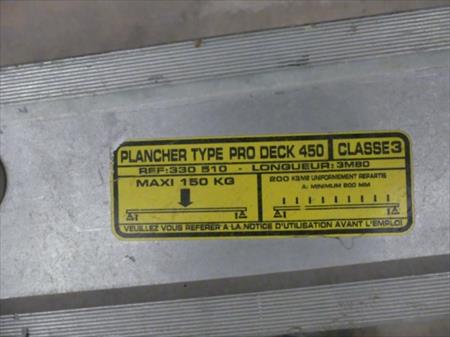 PLANCHER TYPE PRO DECK 450 CLASSE 3
REF:330 510 - LONGUEUR:3M80
MAXI 150 KG
200 KG/M2 UNIFORMEMENT REPARTIS
A: MINIMUM 600 MM
VEUILLEZ VOUS REFERER A LA NOTICE D'UTILISATION AVANT L'EMPLOI